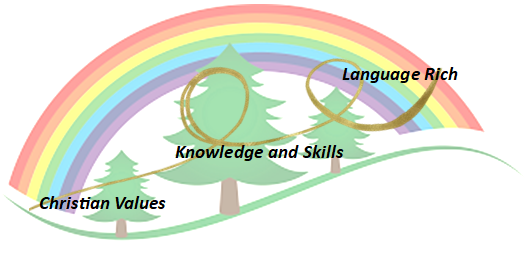 Language Rich
Knowledge and Skills
Christian Values